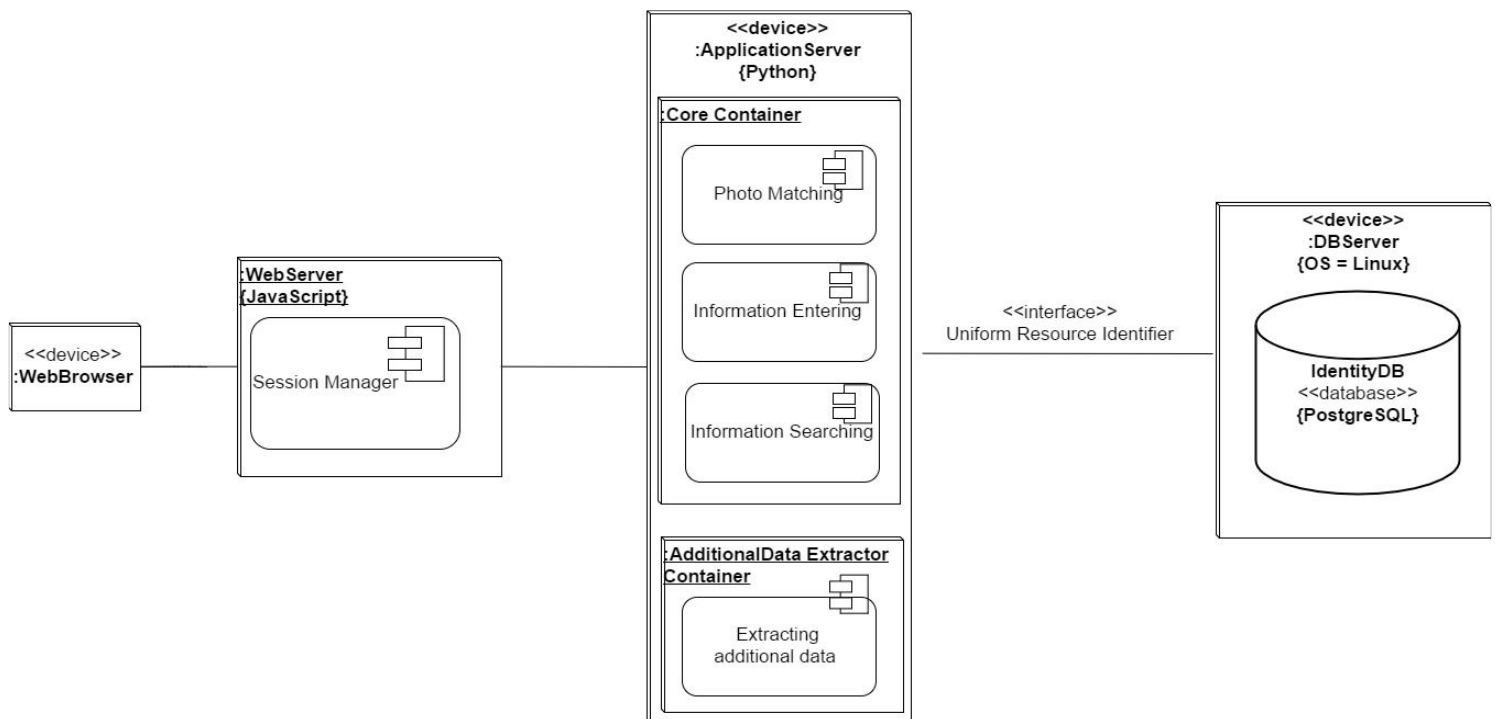 <<device>>
:WebBrowser
:WebServer
{JavaScript}
Session Manager
<<device>>
:ApplicationServer
{Python}
:Core Container
Photo Matching
Information Entering
Information Searching
:AdditionalData Extractor
Container
Extracting
additional data
<<interface>>
Uniform Resource Identifier
<<device>>
:DBServer
{OS = Linux}
IdentityDB
<<database>>
{PostgreSQL}